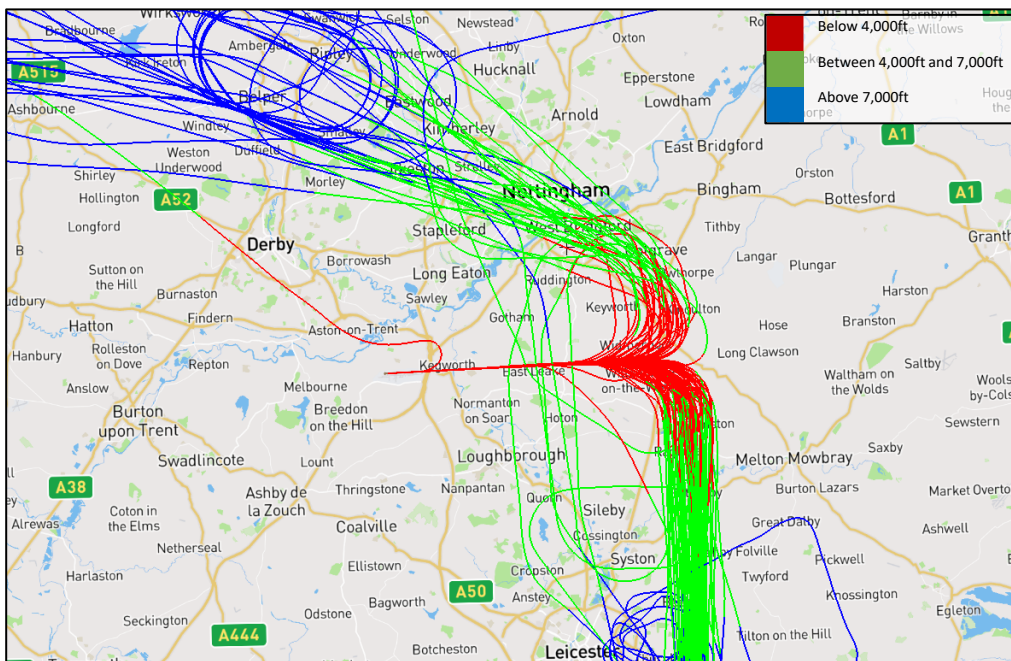 Wirksworth
Swanwick
Selston
Newstead
Bradbourne
Ambergate
Ripley
Underwood
Linby
Oxton
Kirk Ireton
Hucknall
A515
Epperstone
Belper
Eastwood
Lowdham
Ashbourne
Arnold
Windley
Smalley
Kimberley
Duffield
East Bridgford
A1
Weston
Underwood
Strelley
Shirley
Morley
Orston
Hollington
A52
Nottingham
Bingham
Bottesford
A1
Longford
Stapleford
West Bridgford
Tithby
B
Derby
Borrowash
Long Eaton
Langar
Plungar
Sutton on
the Hill
Burnaston
Ruddington
Harston
Sawley
Keyworth
Hatton
Findern
Aston-on-Trent
Gotham
Hose
Branston
Hanbury
Rolleston
on Dove
Repton
Kegworth
East Leake
Long Clawson
Saltby
Anslow
Melbourne
Waltham on
the Wolds
Burton
upon Trent
Breedon
on the Hill
Normanton
on Soar
Hoton
Sewstern
Swadlincote
Lount
Loughborough
Melton Mowbray
Saxby
A38
Thringstone
Nanpantan
Burton Lazars
Ashby de
la Zouch
Quorn
Sileby
Alrewas
Coton in
the Elms
Coalville
Cossington
Great Dalby
Ashwell
Netherseal
Syston
Pickwell
Ellistown
Cropston
Twyford
Harlaston
A50
Anstey
Knossington
Bagworth
Egleton
Seckington
Odstone
A444
Botcheston
Leicester
Tilton on the Hill
Below 4,000ft
Between 4,000ft and 7,000ft
Above 7,000ft